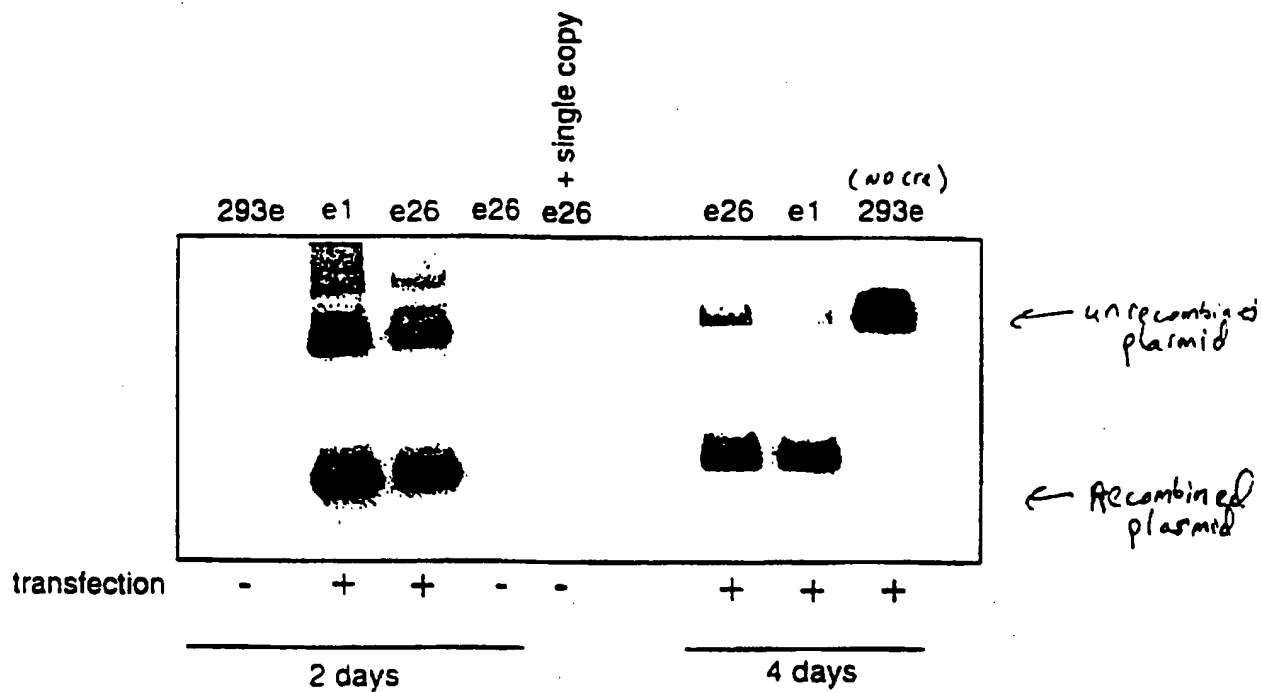 + single copy
(no cre)
293e e1 e26 e26 e26 e26 e1 293e
← unrecombined
plasmid
← Recombined
plasmid
transfection - + + - - + + +
2 days 4 days